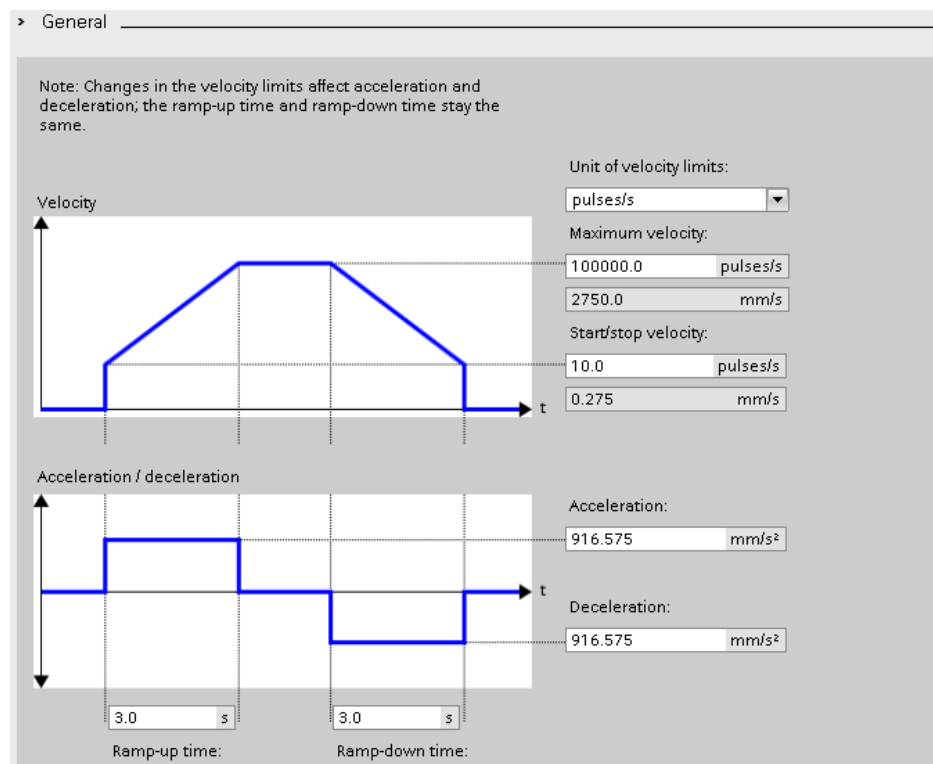 General
Note: Changes in the velocity limits affect acceleration and
deceleration; the ramp-up time and ramp-down time stay the
same.
Unit of velocity limits:
pulses/s
Velocity
Maximum velocity:
100000.0 pulses/s
2750.0 mm/s
Start/stop velocity:
10.0 pulses/s
0.275 mm/s
t
Acceleration / deceleration
Acceleration:
916.575 mm/s²
t
Deceleration:
916.575 mm/s²
3.0 s 3.0 s
Ramp-up time: Ramp-down time: